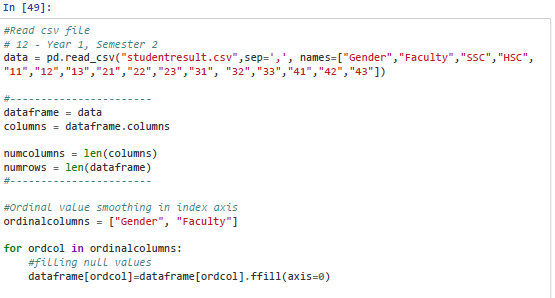 In [49]:
#Read csv file
# 12 - Year 1, Semester 2
data = pd.read_csv("studentresult.csv",sep=',', names=["Gender","Faculty","SSC","HSC",
"11","12","13","21","22","23","31", "32","33","41","42","43"])
#-----------------------
dataframe = data
columns = dataframe.columns
numcolumns = len(columns)
numrows = len(dataframe)
#-----------------------
#Ordinal value smoothing in index axis
ordinalcolumns = ["Gender", "Faculty"]
for ordcol in ordinalcolumns:
    #filling null values
    dataframe[ordcol]=dataframe[ordcol].ffill(axis=0)